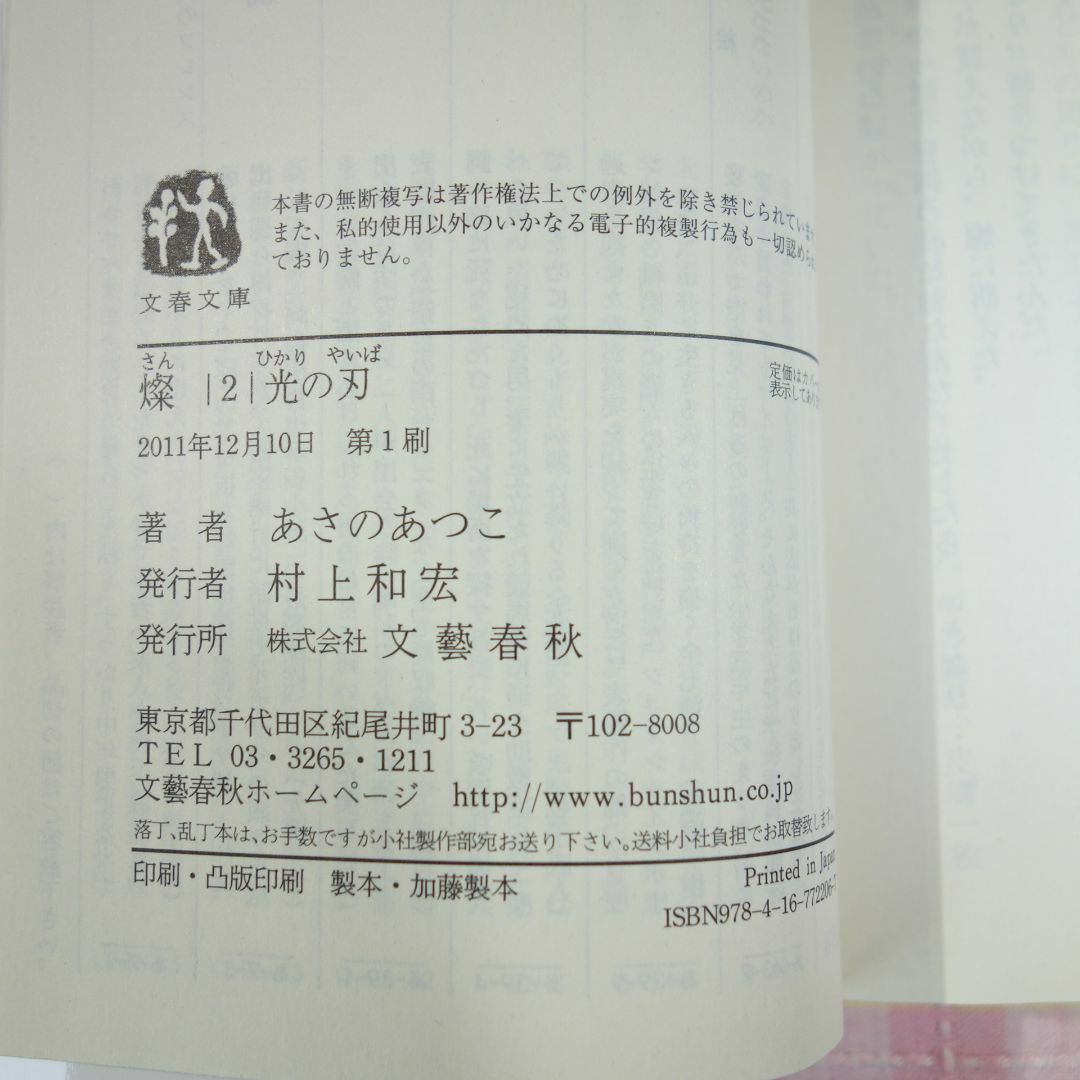 本書の無断複写は著作権法上での例外を除き禁じられています
また、私的使用以外のいかなる電子的複製行為も一切認められ
ておりません。
文春文庫
さん ひかり やいば
燦 |2| 光の刃
定価はカバー
表示してあり
2011年12月10日 第1刷
著 者 あさのあつこ
発行者 村上和宏
発行所 株式会社 文藝春秋
東京都千代田区紀尾井町 3-23 〒102-8008
TEL 03・3265・1211
文藝春秋ホームページ http://www.bunshun.co.jp
落丁、乱丁本は、お手数ですが小社製作部宛お送り下さい。送料小社負担でお取替致します。
印刷・凸版印刷 製本・加藤製本
Printed in Japan
ISBN978-4-16-772206-